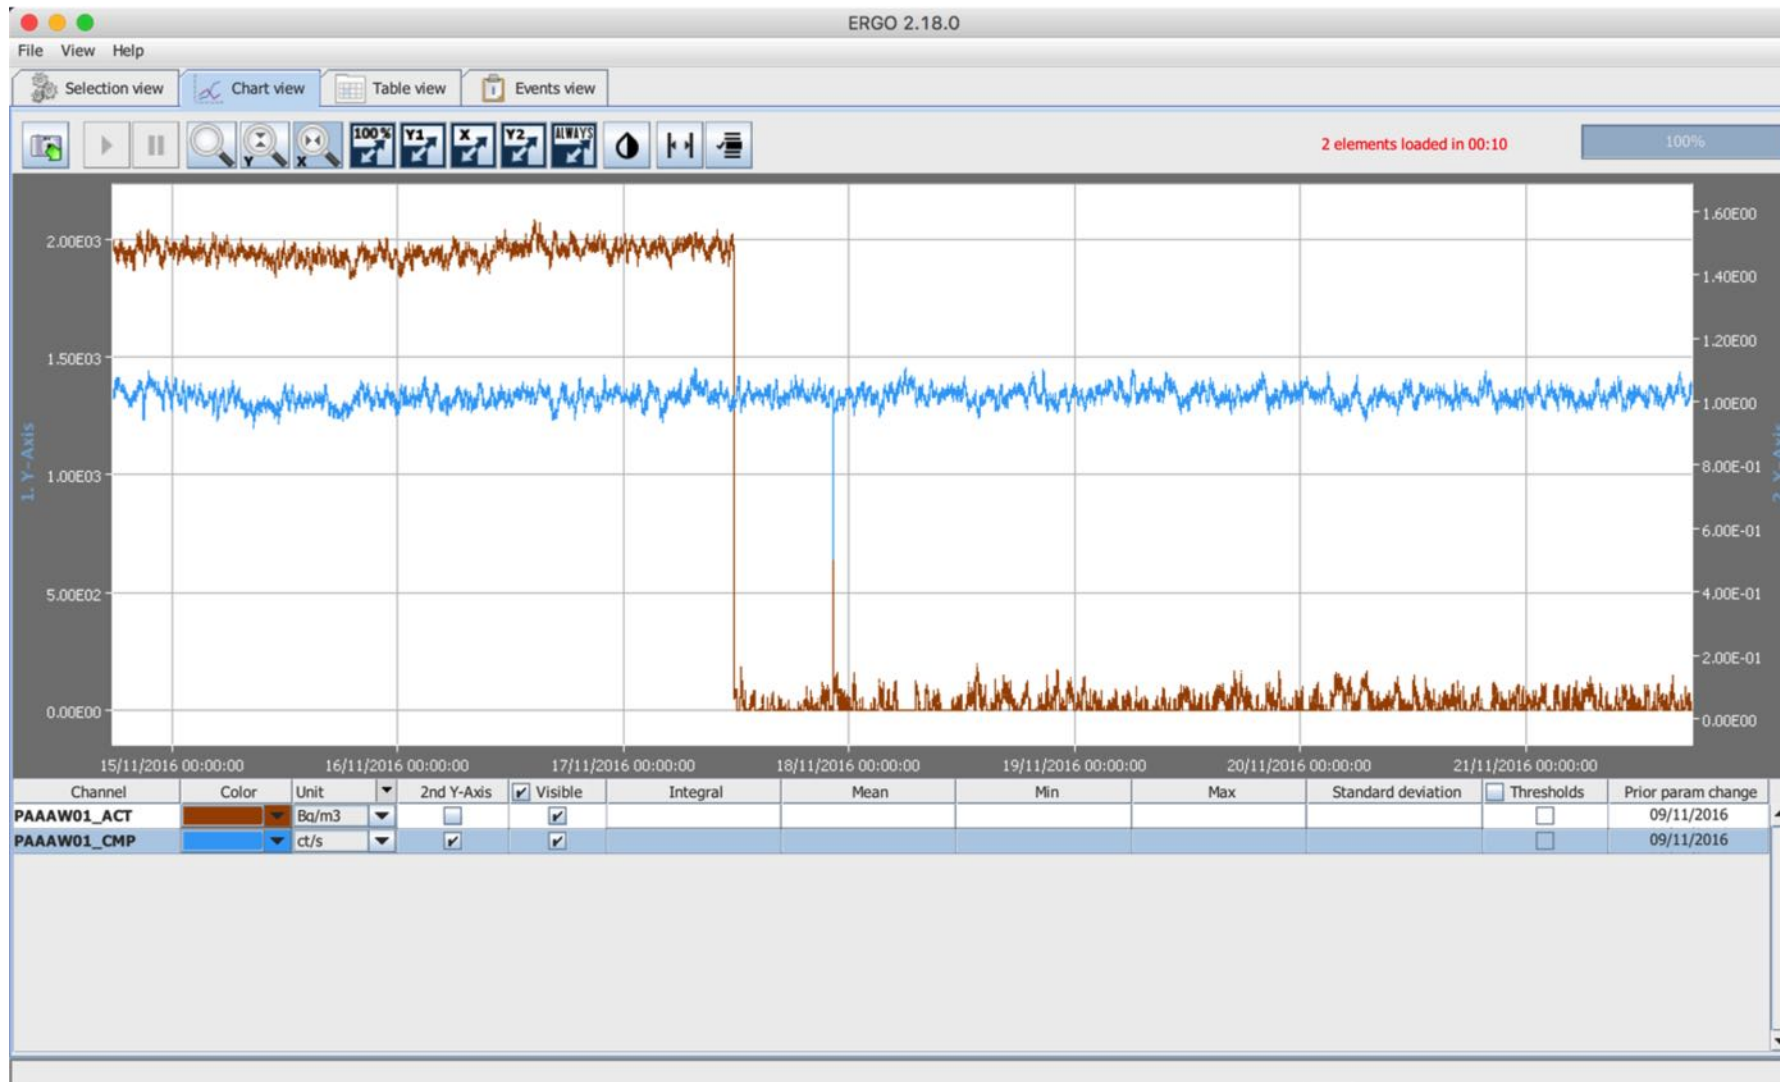 ERGO 2.18.0
File View Help
Selection view Chart view Table view Events view
Y X 100% Y1 X Y2 ALWAYS 2 elements loaded in 00:10 100%
2.00E03
1.50E03
1.00E03
5.00E02
0.00E00
1. Y-Axis
1.60E00
1.40E00
1.20E00
1.00E00
8.00E-01
6.00E-01
4.00E-01
2.00E-01
0.00E00
2. Y-Axis
15/11/2016 00:00:00 16/11/2016 00:00:00 17/11/2016 00:00:00 18/11/2016 00:00:00 19/11/2016 00:00:00 20/11/2016 00:00:00 21/11/2016 00:00:00
Channel Color Unit 2nd Y-Axis Visible Integral Mean Min Max Standard deviation Thresholds Prior param change
PAAAW01_ACT Bq/m3 09/11/2016
PAAAW01_CMP ct/s 09/11/2016